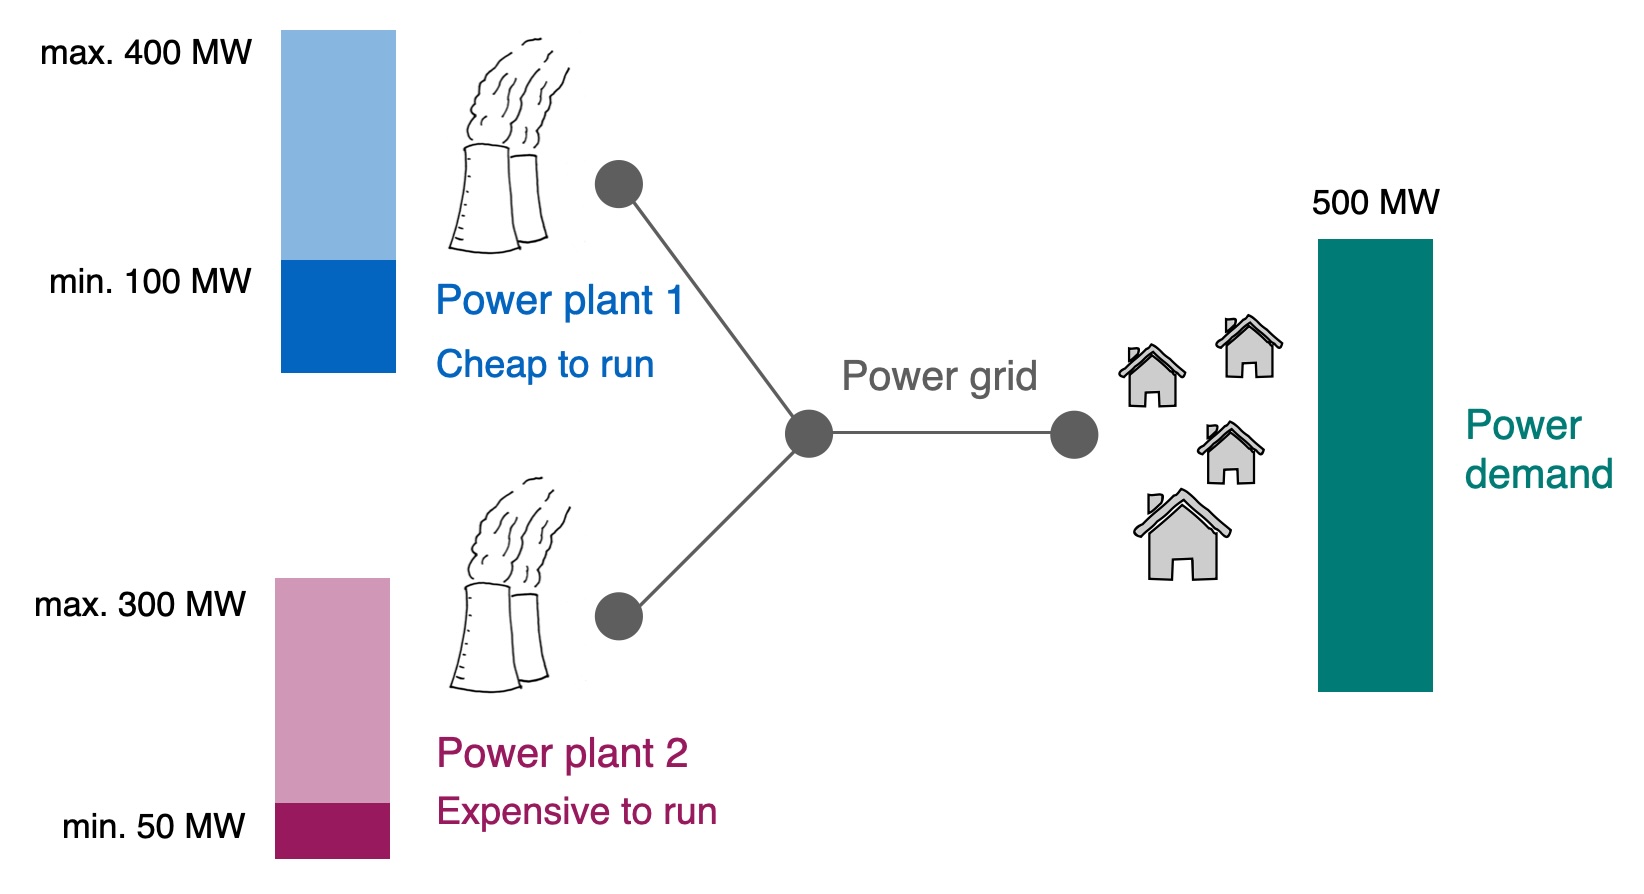 max. 400 MW
min. 100 MW
Power plant 1
Cheap to run
Power grid
500 MW
Power
demand
max. 300 MW
min. 50 MW
Power plant 2
Expensive to run